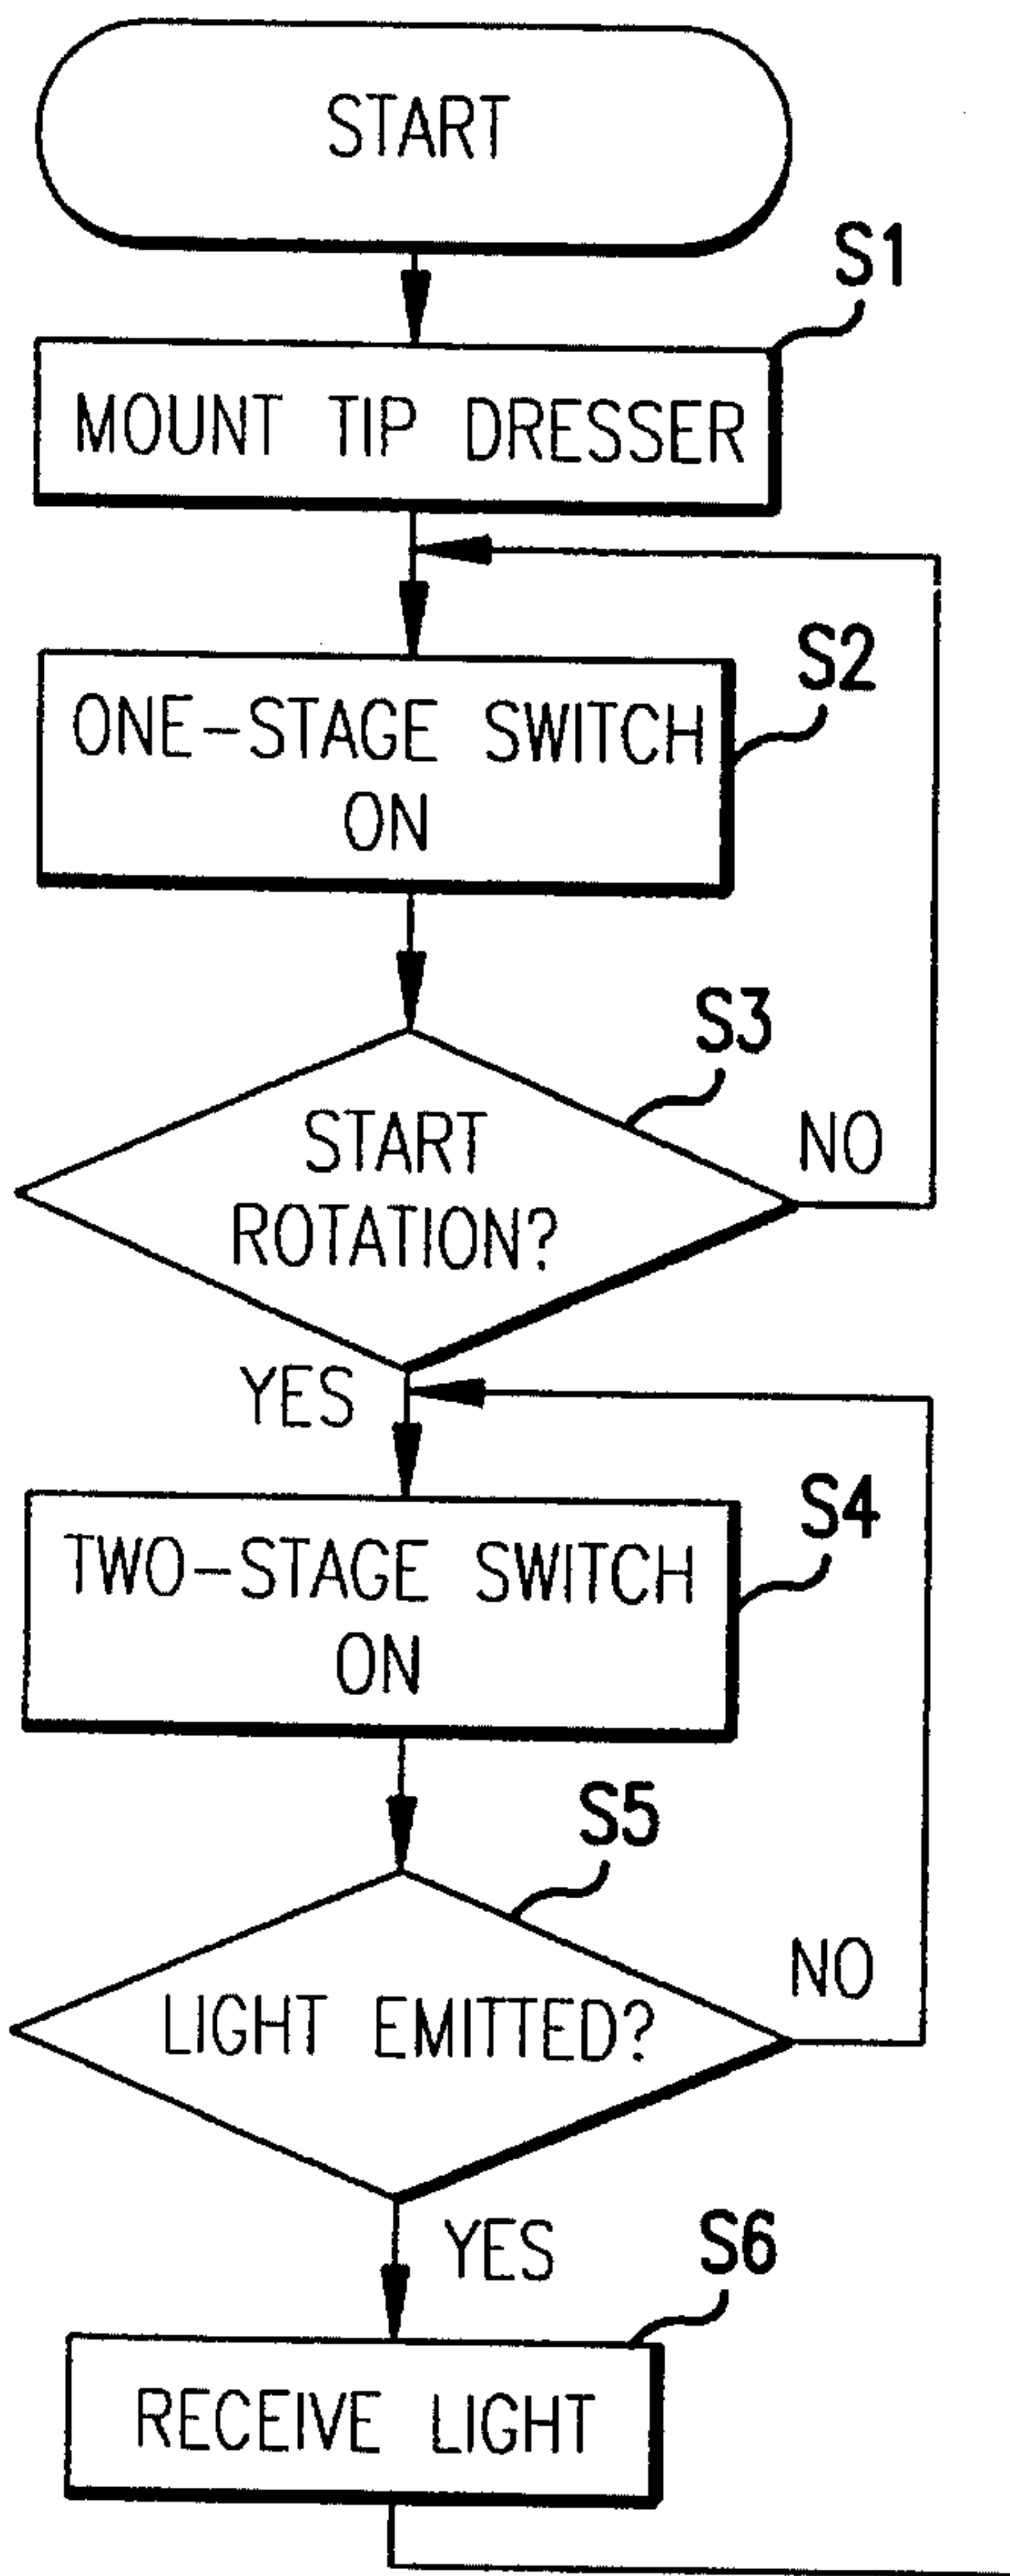 START
S1
MOUNT TIP DRESSER
S2
ONE-STAGE SWITCH
ON
S3
START
ROTATION?
NO
YES
S4
TWO-STAGE SWITCH
ON
S5
LIGHT EMITTED?
NO
YES
S6
RECEIVE LIGHT